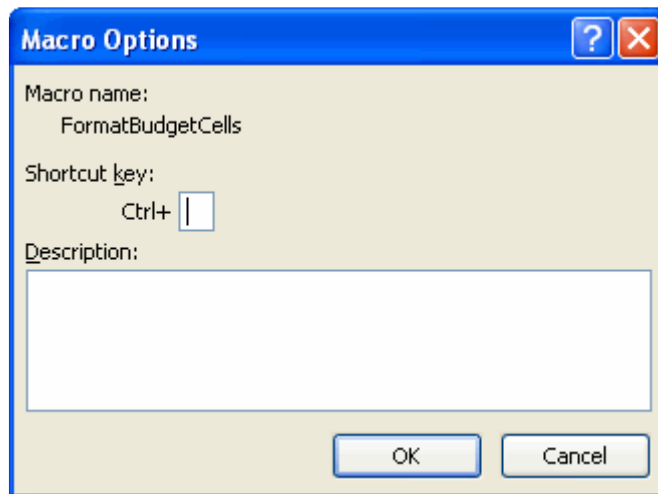 Macro Options
Macro name:
FormatBudgetCells
Shortcut key:
Ctrl+
Description:
OK Cancel